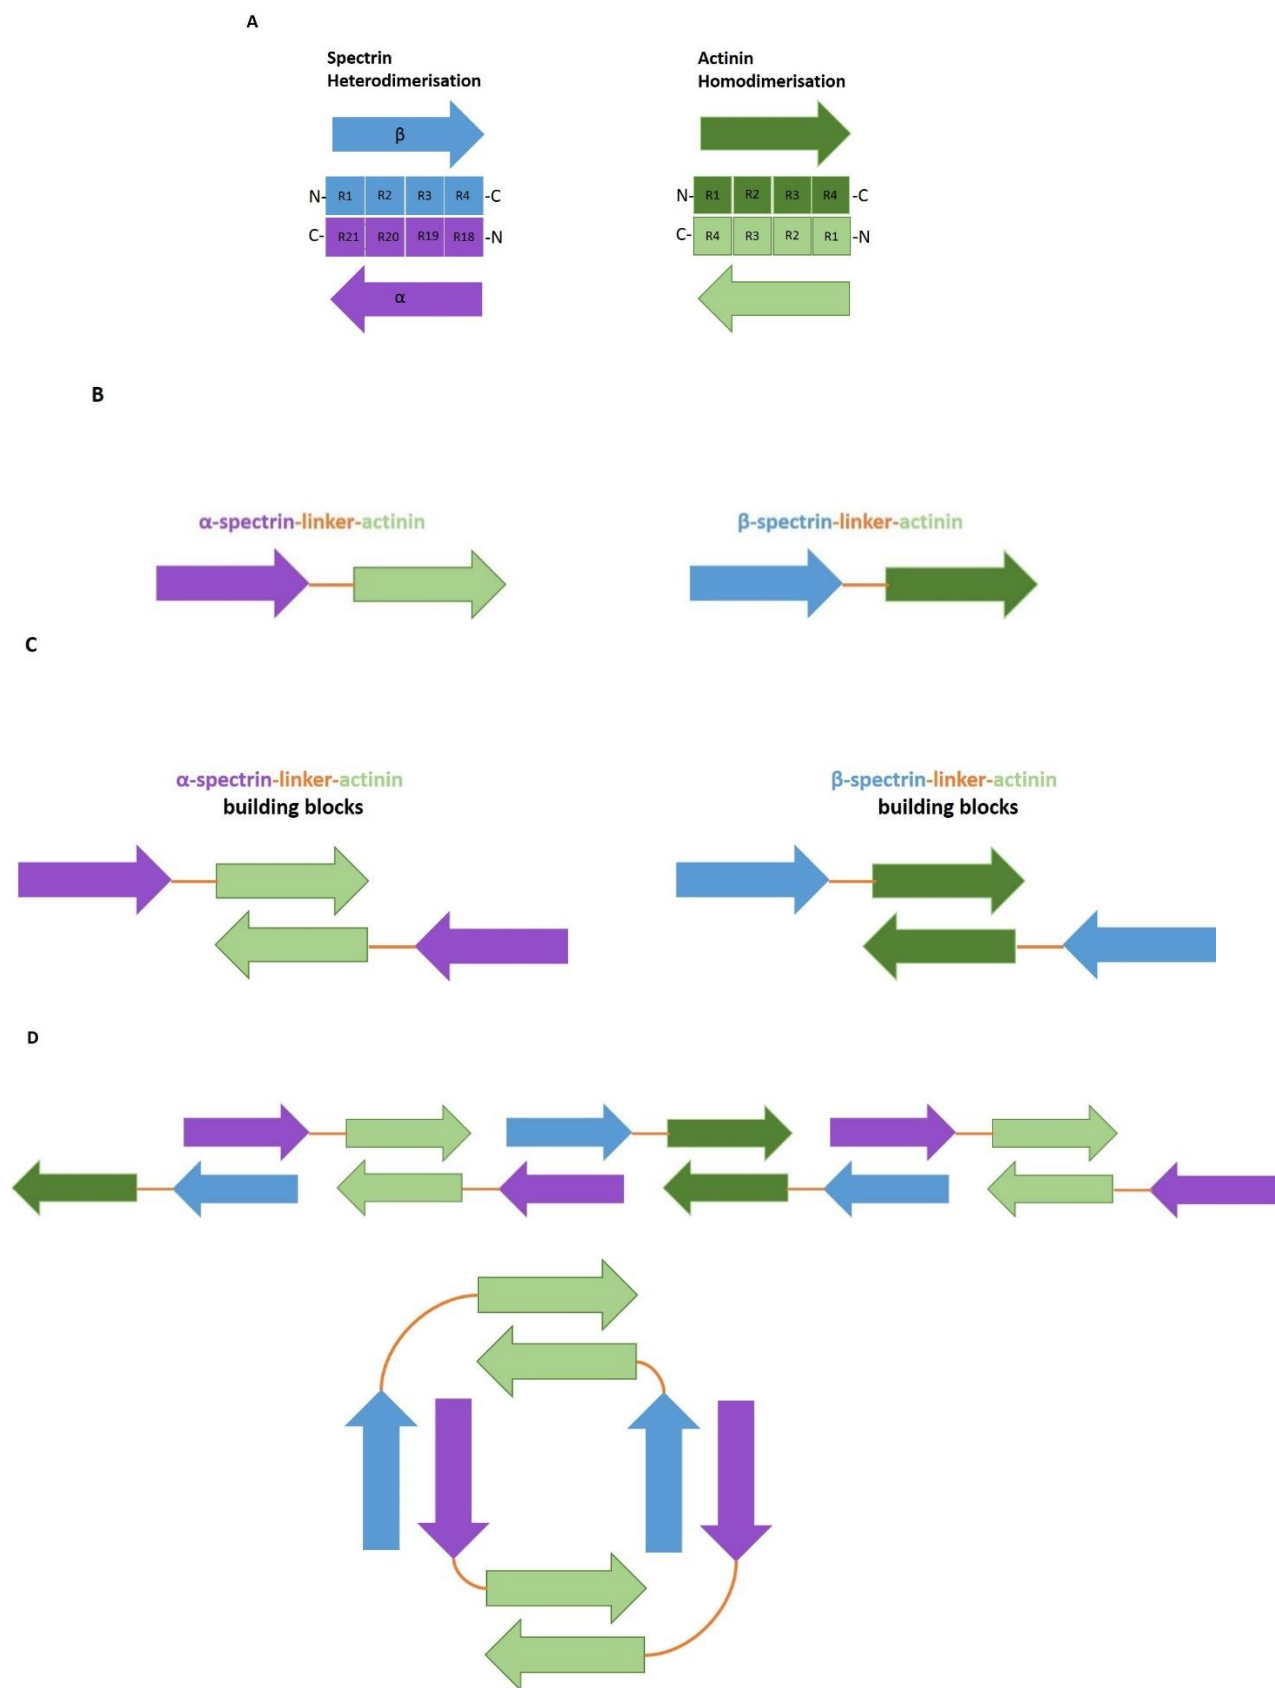 A
Spectrin
Heterodimerisation
Actinin
Homodimerisation
β
N- R1 R2 R3 R4 -C
C- R21 R20 R19 R18 -N
α
N- R1 R2 R3 R4 -C
C- R4 R3 R2 R1 -N
B
α-spectrin-linker-actinin
β-spectrin-linker-actinin
C
α-spectrin-linker-actinin
building blocks
β-spectrin-linker-actinin
building blocks
D